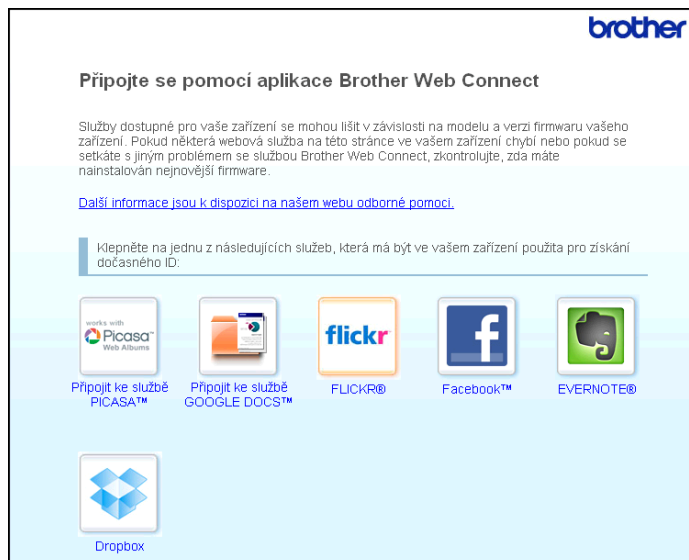 brother
Připojte se pomocí aplikace Brother Web Connect
Služby dostupné pro vaše zařízení se mohou lišit v závislosti na modelu a verzi firmwaru vašeho
zařízení. Pokud některá webová služba na této stránce ve vašem zařízení chybí nebo pokud se
setkáte s jiným problémem se službou Brother Web Connect, zkontrolujte, zda máte
nainstalován nejnovější firmware.
Další informace jsou k dispozici na našem webu odborné pomoci.
Klepněte na jednu z následujících služeb, která má být ve vašem zařízení použita pro získání
dočasného ID:
works with
Picasa™
Web Albums
Připojit ke službě
PICASA™
Připojit ke službě
GOOGLE DOCS™
flickr
FLICKR®
f
Facebook™
EVERNOTE®
Dropbox